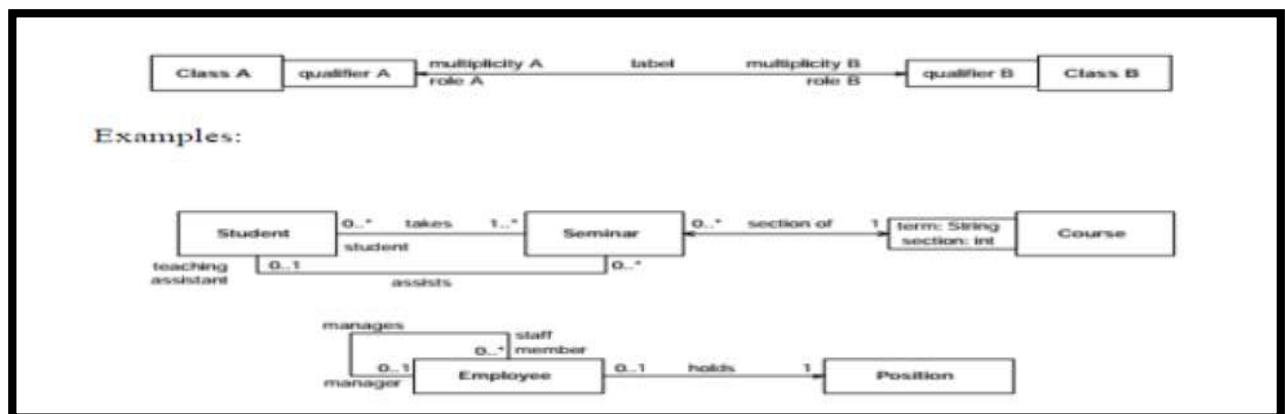 multiplicity A label multiplicity B
Class A qualifier A qualifier B Class B
role A role B
Examples:
0..* takes 1..* 0..* section of 1 term: String
Student Seminar Course
student section: int
teaching 0..1 0..*
assistant assists
manages staff
0..* member
0..1 Employee 0..1 holds 1 Position
manager